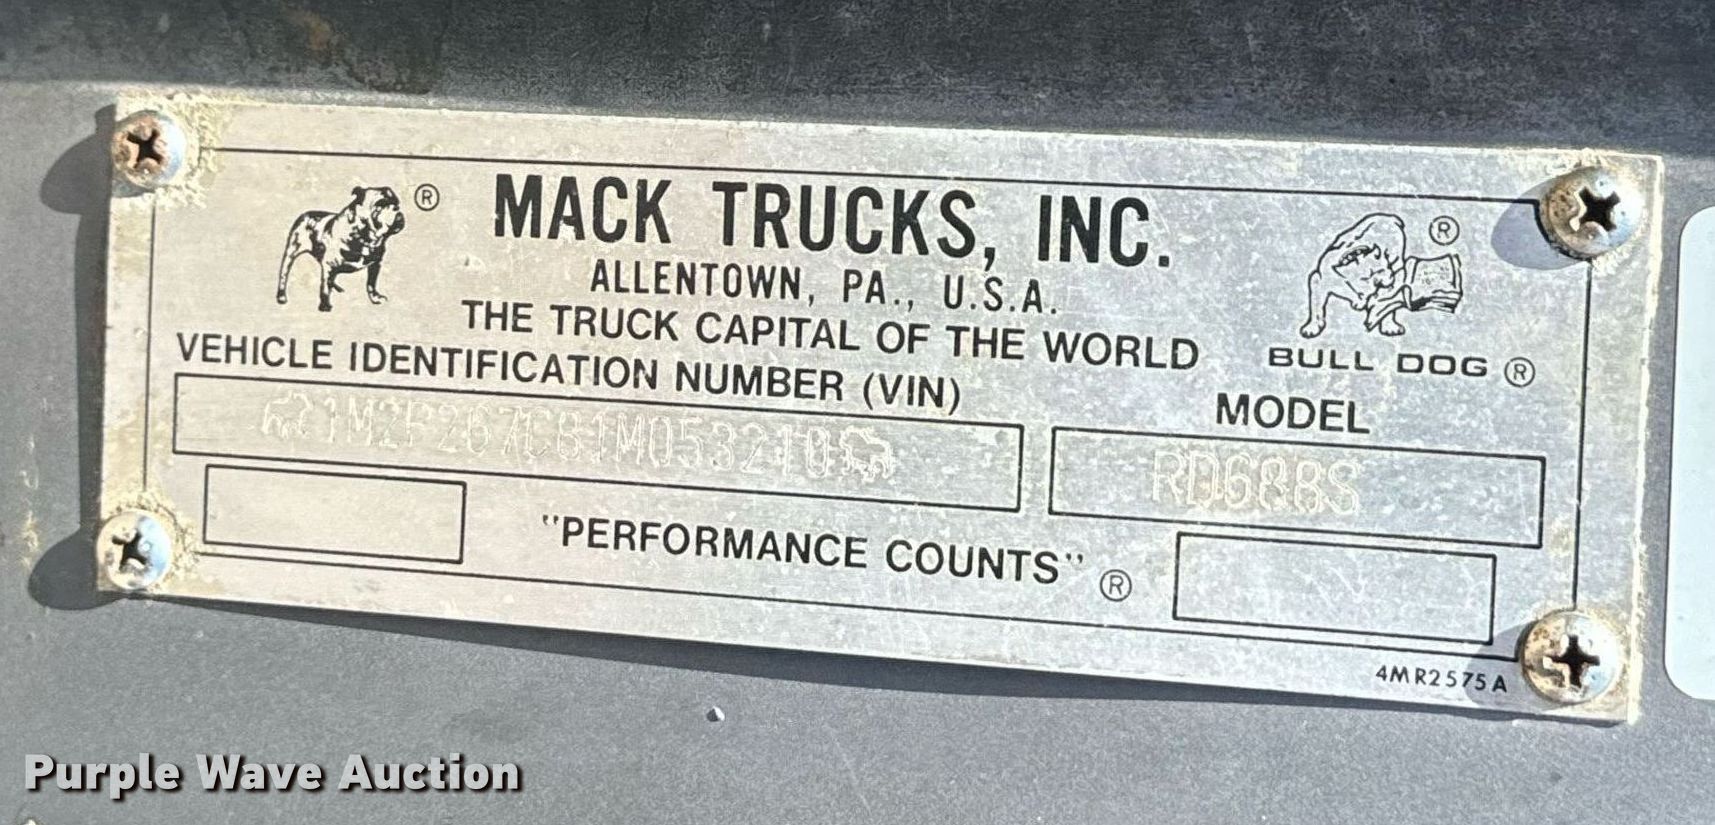 MACK TRUCKS, INC.
ALLENTOWN, PA., U.S.A.
THE TRUCK CAPITAL OF THE WORLD
BULL DOG ®
VEHICLE IDENTIFICATION NUMBER (VIN)
MODEL
1M2P267C81M053210
RD688S
"PERFORMANCE COUNTS" ®
4MR2575A
Purple Wave Auction